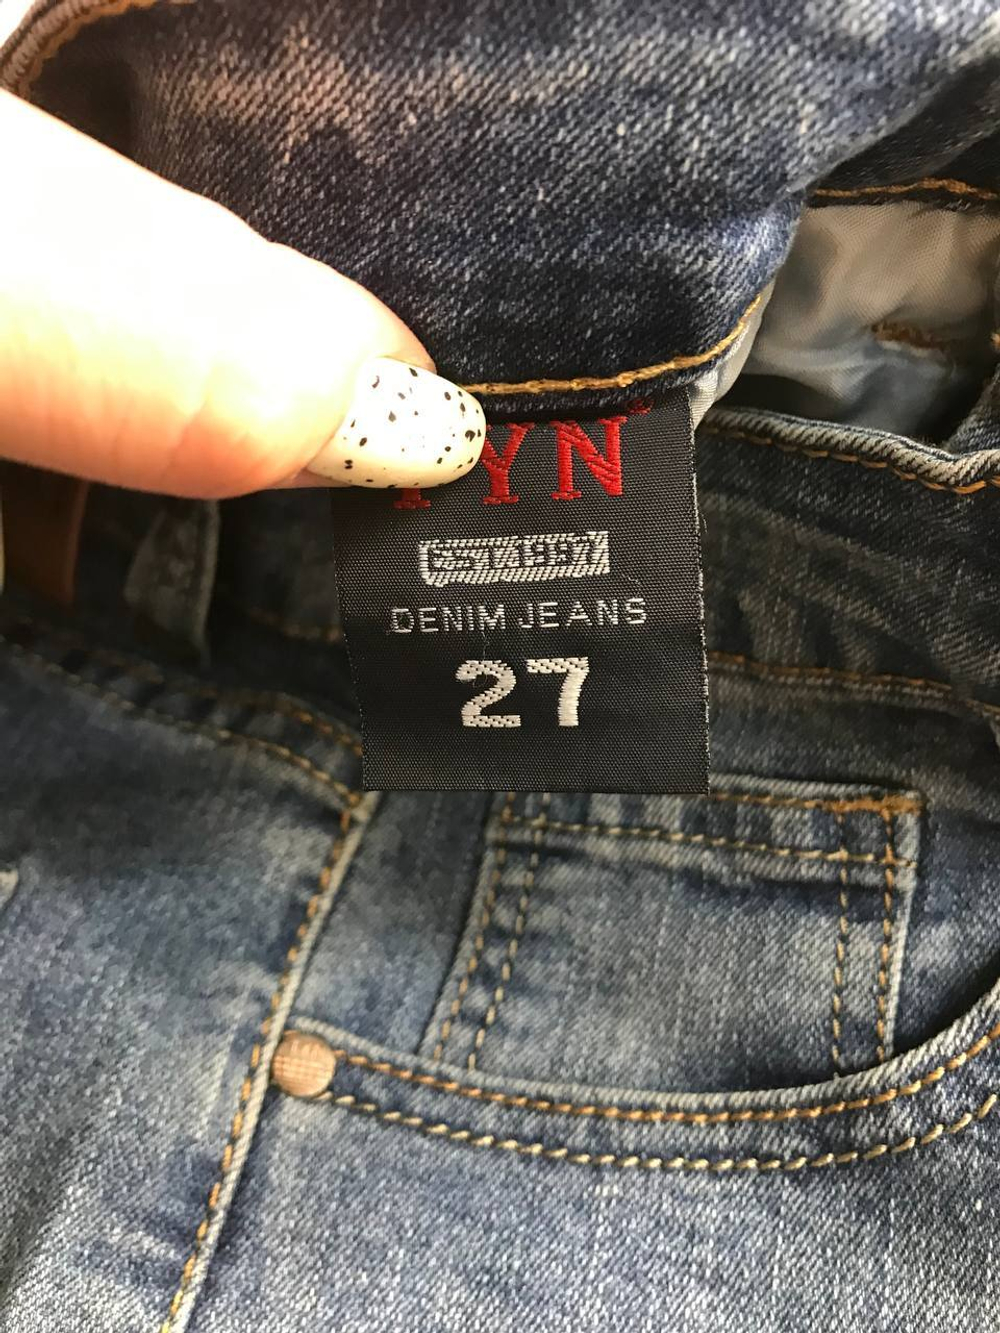 YN
EST.1997
DENIM JEANS
27